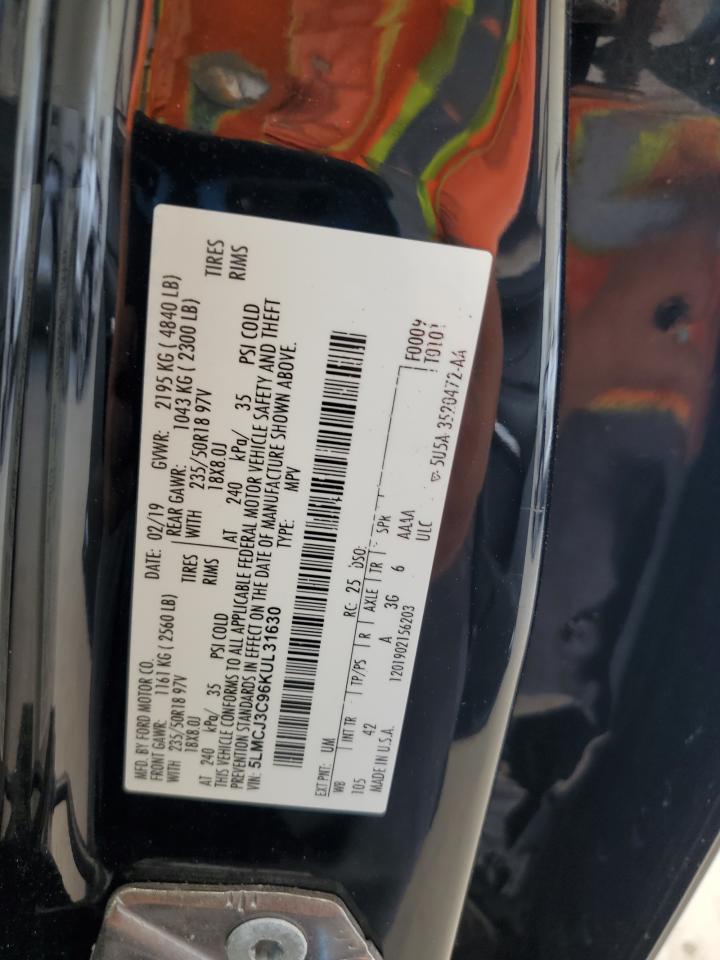 MFD. BY FORD MOTOR CO. DATE: 02/19 GVWR: 2195 KG ( 4840 LB)
FRONT GAWR: 1161 KG ( 2560 LB) REAR GAWR: 1043 KG ( 2300 LB)
WITH 235/50R18 97V TIRES WITH 235/50R18 97V TIRES
18X8.0J RIMS 18X8.0J RIMS
AT 240 kPa/ 35 PSI COLD AT 240 kPa/ 35 PSI COLD
THIS VEHICLE CONFORMS TO ALL APPLICABLE FEDERAL MOTOR VEHICLE SAFETY AND THEFT
PREVENTION STANDARDS IN EFFECT ON THE DATE OF MANUFACTURE SHOWN ABOVE.
VIN: 5LMCJ3C96KUL31630 TYPE: MPV
EXT PNT: UM RC: 25 DSO:
WB INT TR TP/PS R AXLE TR SPR F0009
105 42 A 3G 6 AAAA T0101
MADE IN U.S.A. 1201902156203 ULC 5U5A 3520472-AA